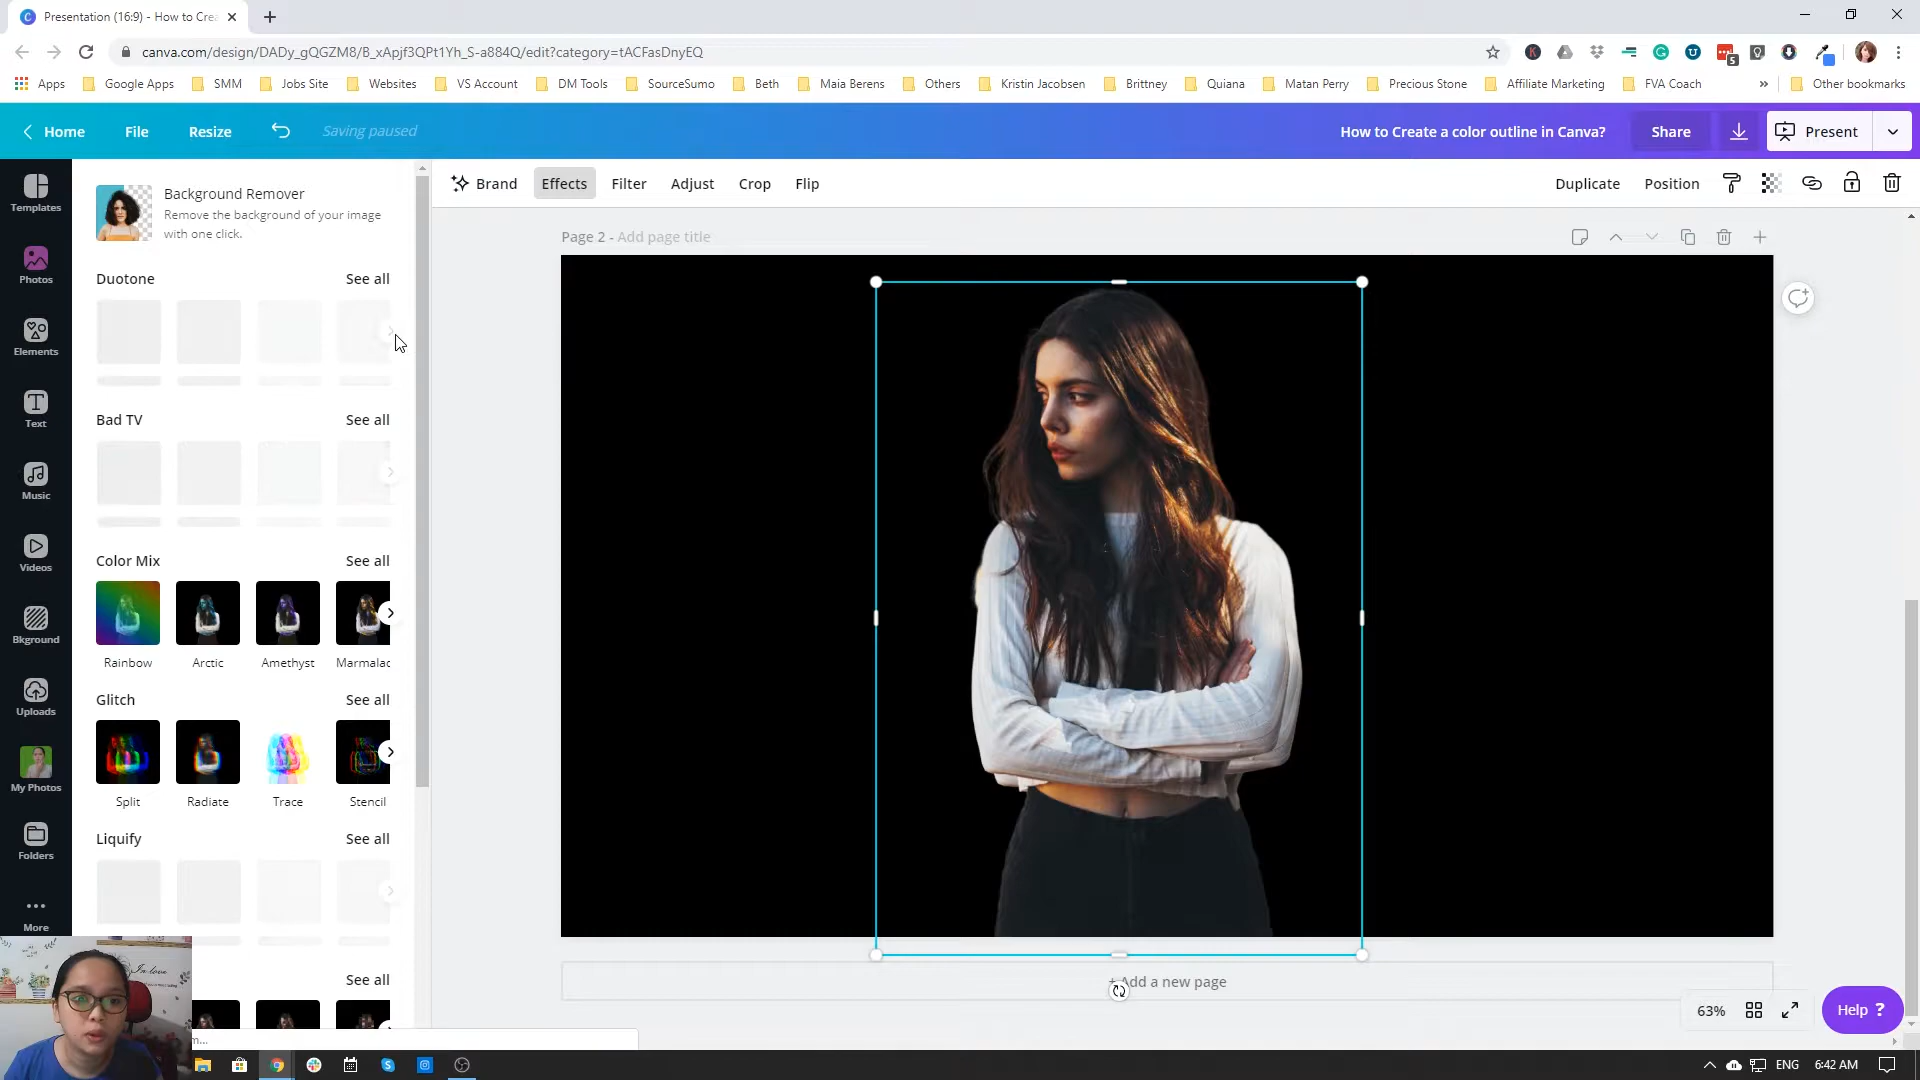 Presentation (16:9) - How to Crea
canva.com/design/DADy_gQGZM8/B_xApjf3QPt1Yh_S-a884Q/edit?category=tACFasDnyEQ
5
Apps Google Apps SMM Jobs Site Websites VS Account DM Tools SourceSumo Beth Maia Berens Others Kristin Jacobsen Brittney Quiana Matan Perry Precious Stone Affiliate Marketing FVA Coach » Other bookmarks
Home File Resize Saving paused How to Create a color outline in Canva? Share Present
Templates
Photos
Elements
Text
Music
Videos
Bkground
Uploads
My Photos
Folders
More
Background Remover
Remove the background of your image
with one click.
Duotone See all
Bad TV See all
Color Mix See all
Rainbow Arctic Amethyst Marmalac
Glitch See all
Split Radiate Trace Stencil
Liquify See all
See all
Brand Effects Filter Adjust Crop Flip Duplicate Position
Page 2 - Add page title
+ Add a new page
63% Help ?
In love
m...
ENG 6:42 AM